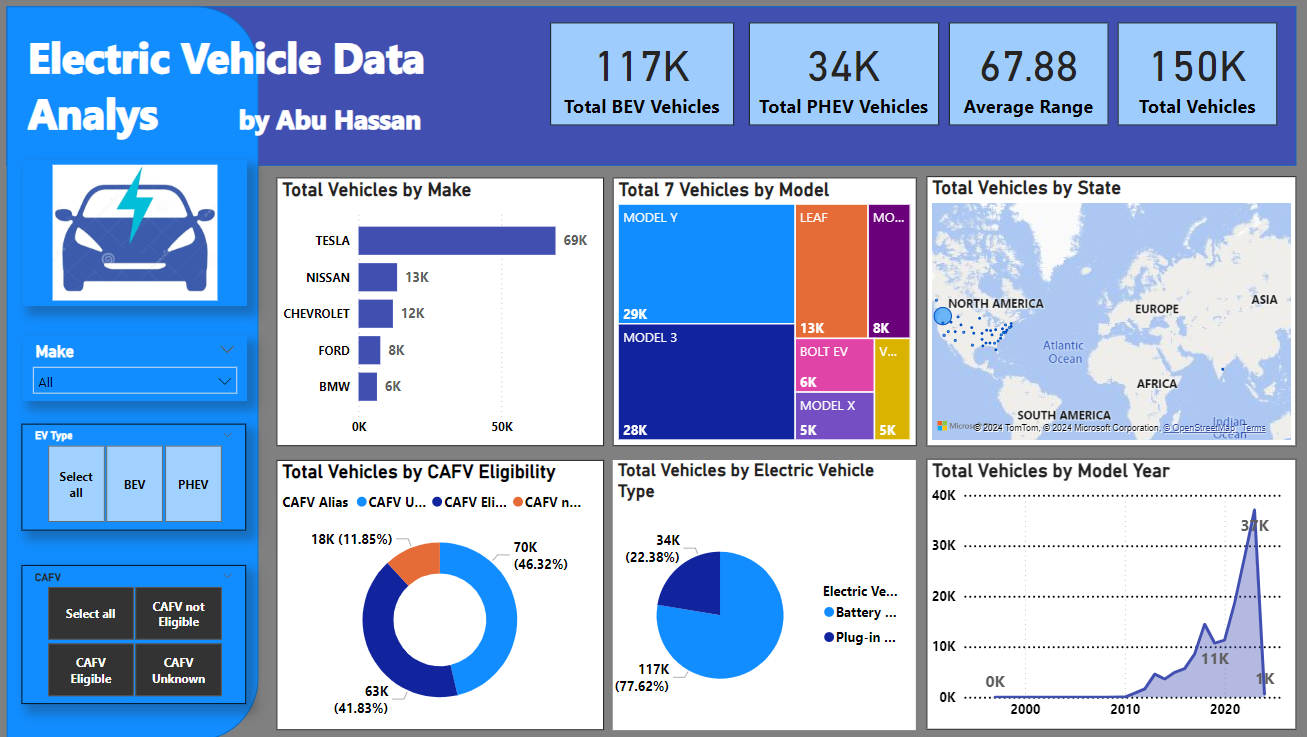 Electric Vehicle Data
Analys by Abu Hassan
117K
Total BEV Vehicles
34K
Total PHEV Vehicles
67.88
Average Range
150K
Total Vehicles
Make
All
EV Type
Select
all
BEV
PHEV
CAFV
Select all
CAFV not
Eligible
CAFV
Eligible
CAFV
Unknown
Total Vehicles by Make
TESLA
69K
NISSAN
13K
CHEVROLET
12K
FORD
8K
BMW
6K
0K
50K
Total 7 Vehicles by Model
MODEL Y
29K
MODEL 3
28K
LEAF
13K
MO...
8K
BOLT EV
6K
MODEL X
5K
V...
5K
Total Vehicles by State
NORTH AMERICA
EUROPE
ASIA
Atlantic
Ocean
AFRICA
SOUTH AMERICA
Indian
Ocean
© 2024 TomTom, © 2024 Microsoft Corporation, © OpenStreetMap Terms
Total Vehicles by CAFV Eligibility
CAFV Alias CAFV U... CAFV Eli... CAFV n...
18K (11.85%)
70K
(46.32%)
63K
(41.83%)
Total Vehicles by Electric Vehicle
Type
34K
(22.38%)
117K
(77.62%)
Electric Ve...
Battery ...
Plug-in ...
Total Vehicles by Model Year
40K
30K
20K
10K
0K
0K
11K
37K
1K
2000
2010
2020